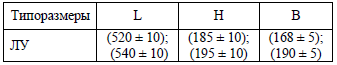 Типоразмеры L H B
ЛУ (520 ± 10); (185 ± 10); (168 ± 5);
(540 ± 10) (195 ± 10) (190 ± 5)